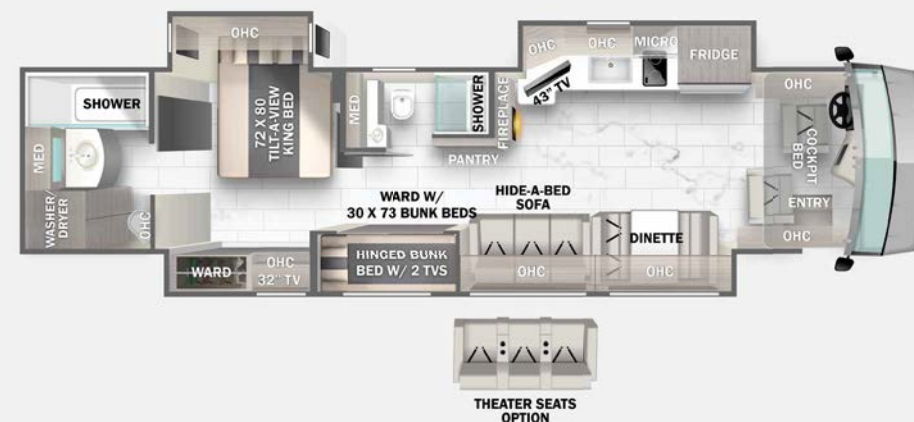 OHC
SHOWER
MED
WASHER/
DRYER
OHC
72 X 80
TILT-A-VIEW
KING BED
MED
SHOWER
FIREPLACE
PANTRY
OHC
OHC
MICRO
FRIDGE
43" TV
OHC
COCKPIT
BED
ENTRY
OHC
WARD W/
30 X 73 BUNK BEDS
HIDE-A-BED
SOFA
DINETTE
WARD
OHC
32" TV
HINGED BUNK
BED W/ 2 TVS
OHC
OHC
THEATER SEATS
OPTION